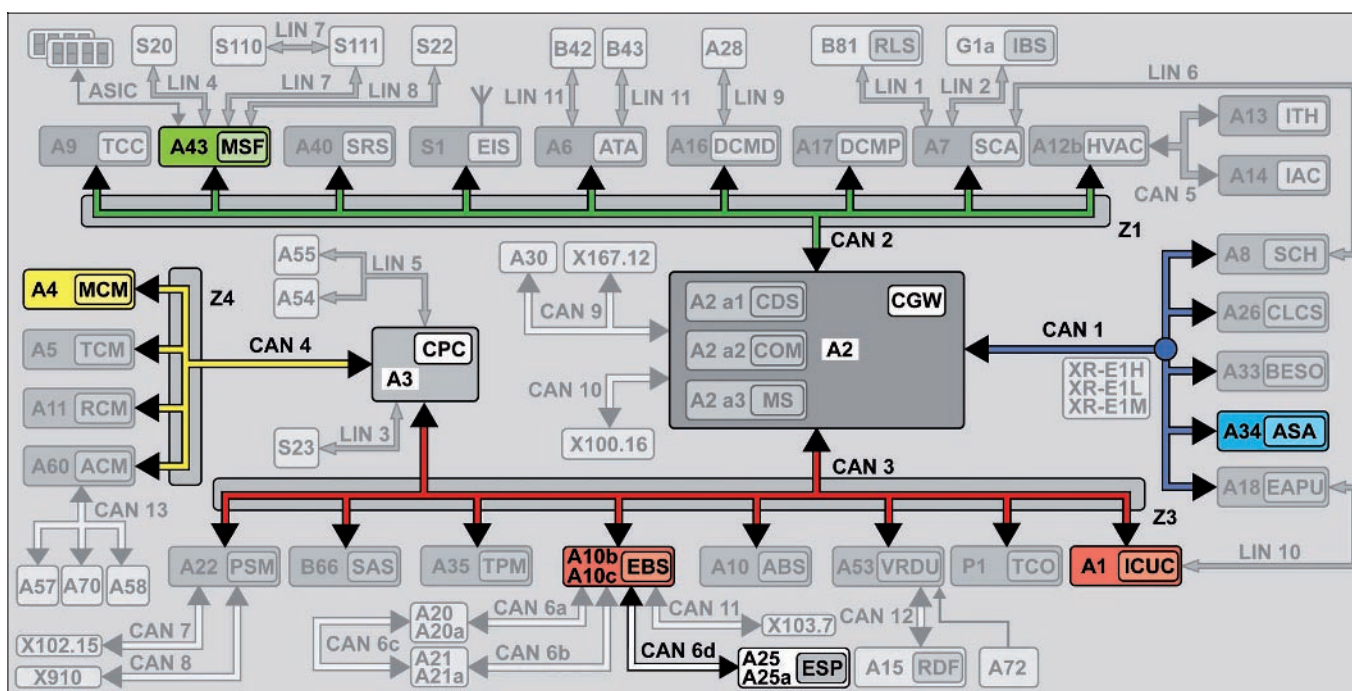 LIN 7
S20
S110
S111
S22
B42
B43
A28
B81 RLS
G1a IBS
LIN 6
ASIC
LIN 4
LIN 7
LIN 8
LIN 11
LIN 11
LIN 9
LIN 1
LIN 2
A9 TCC
A43 MSF
A40 SRS
S1 EIS
A6 ATA
A16 DCMD
A17 DCMP
A7 SCA
A12b HVAC
A13 ITH
A14 IAC
CAN 5
Z1
CAN 2
A55
A54
LIN 5
A30
X167.12
CAN 9
A8 SCH
A4 MCM
Z4
A2 a1 CDS
CGW
A26 CLCS
CAN 1
A5 TCM
CAN 4
CPC
A3
A2 a2 COM
A2
XR-E1H
XR-E1L
XR-E1M
A33 BESO
CAN 10
A2 a3 MS
A11 RCM
A34 ASA
S23
LIN 3
X100.16
A60 ACM
CAN 3
A18 EAPU
CAN 13
Z3
LIN 10
A57
A70
A58
A22 PSM
B66 SAS
A35 TPM
A10b
A10c
EBS
A10 ABS
A53 VRDU
P1 TCO
A1 ICUC
CAN 7
X102.15
CAN 8
X910
CAN 6c
A20
A20a
CAN 6a
A21
A21a
CAN 6b
CAN 11
X103.7
CAN 6d
A25
A25a
ESP
CAN 12
A15 RDF
A72